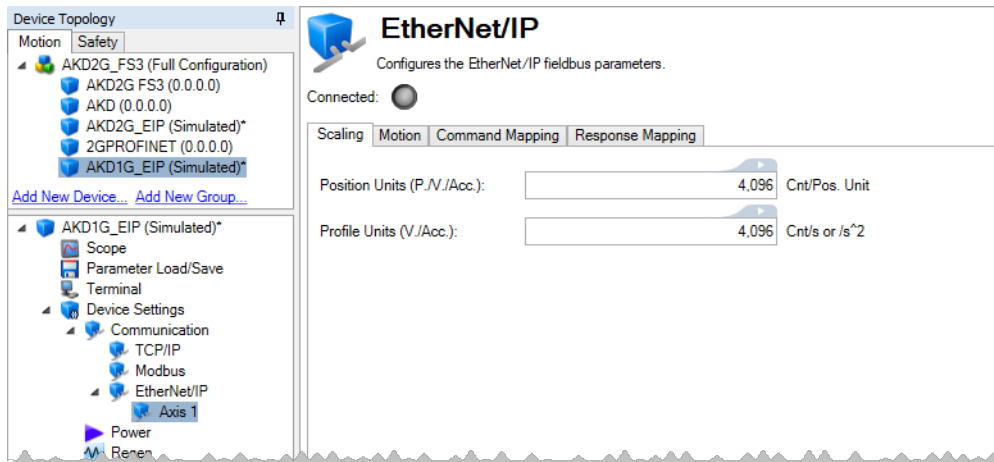 Device Topology
Motion Safety
AKD2G_FS3 (Full Configuration)
AKD2G FS3 (0.0.0.0)
AKD (0.0.0.0)
AKD2G_EIP (Simulated)*
2GPROFINET (0.0.0.0)
AKD1G_EIP (Simulated)*
Add New Device... Add New Group...
AKD1G_EIP (Simulated)*
Scope
Parameter Load/Save
Terminal
Device Settings
Communication
TCP/IP
Modbus
EtherNet/IP
Axis 1
Power
Regen
EtherNet/IP
Configures the EtherNet/IP fieldbus parameters.
Connected:
Scaling Motion Command Mapping Response Mapping
Position Units (P./V./Acc.): 4,096 Cnt/Pos. Unit
Profile Units (V./Acc.): 4,096 Cnt/s or /s^2